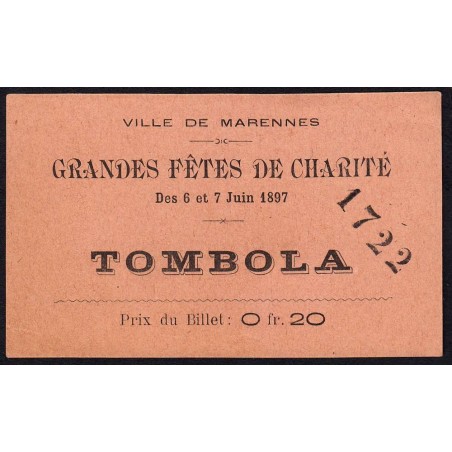 VILLE DE MARENNES
GRANDES FÊTES DE CHARITÉ
Des 6 et 7 Juin 1897
1722
TOMBOLA
Prix du Billet : 0 fr. 20